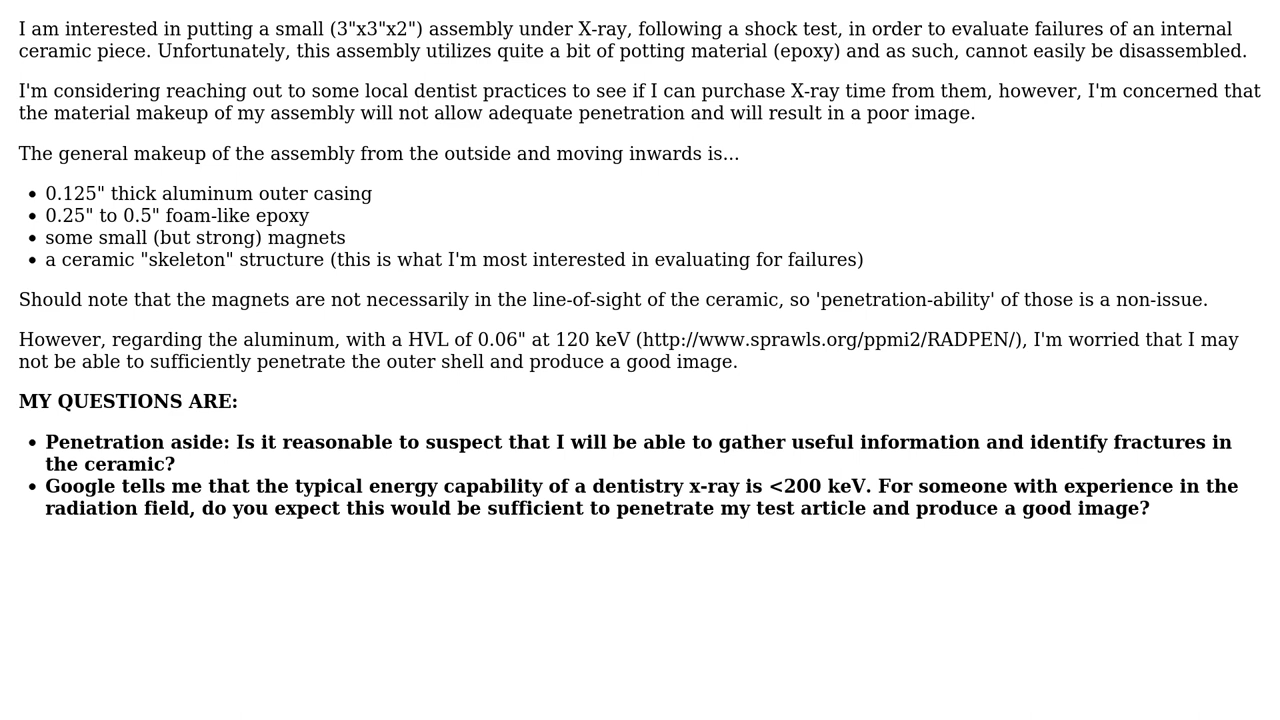 I am interested in putting a small (3"x3"x2") assembly under X-ray, following a shock test, in order to evaluate failures of an internal
ceramic piece. Unfortunately, this assembly utilizes quite a bit of potting material (epoxy) and as such, cannot easily be disassembled.
I'm considering reaching out to some local dentist practices to see if I can purchase X-ray time from them, however, I'm concerned that
the material makeup of my assembly will not allow adequate penetration and will result in a poor image.
The general makeup of the assembly from the outside and moving inwards is...
• 0.125" thick aluminum outer casing
• 0.25" to 0.5" foam-like epoxy
• some small (but strong) magnets
• a ceramic "skeleton" structure (this is what I'm most interested in evaluating for failures)
Should note that the magnets are not necessarily in the line-of-sight of the ceramic, so 'penetration-ability' of those is a non-issue.
However, regarding the aluminum, with a HVL of 0.06" at 120 keV (http://www.sprawls.org/ppmi2/RADPEN/), I'm worried that I may
not be able to sufficiently penetrate the outer shell and produce a good image.
MY QUESTIONS ARE:
• Penetration aside: Is it reasonable to suspect that I will be able to gather useful information and identify fractures in
the ceramic?
• Google tells me that the typical energy capability of a dentistry x-ray is <200 keV. For someone with experience in the
radiation field, do you expect this would be sufficient to penetrate my test article and produce a good image?